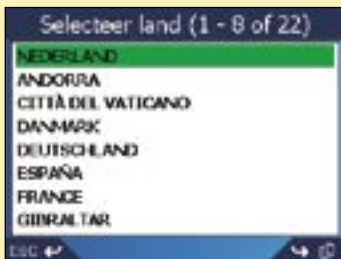 Selecteer land (1 - 8 of 22)
NEDERLAND
ANDORRA
CITTÀ DEL VATICANO
DANMARK
DEUTSCHLAND
ESPAÑA
FRANCE
GIBRALTAR
ESC